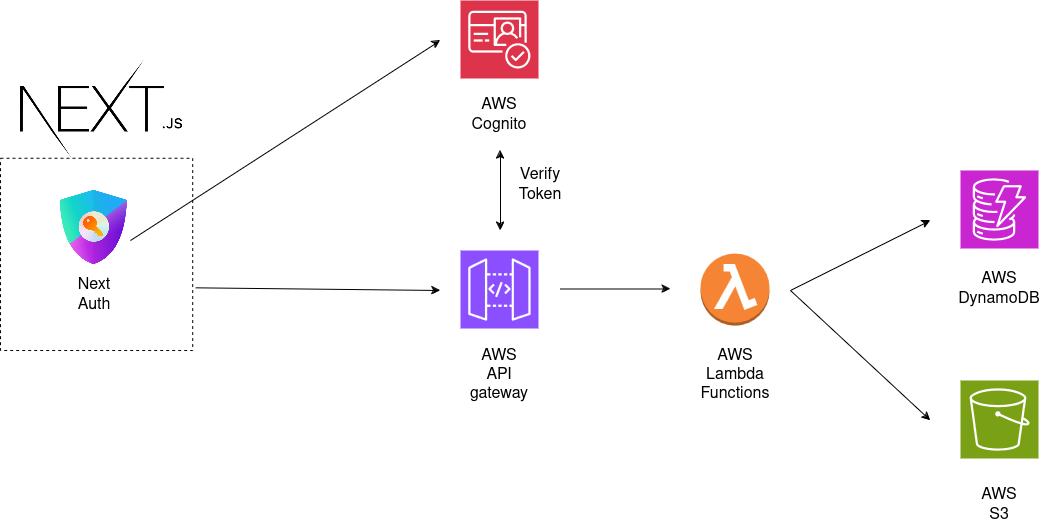 NEXT.JS
Next
Auth
AWS
Cognito
Verify
Token
AWS
API
gateway
AWS
Lambda
Functions
AWS
DynamoDB
AWS
S3